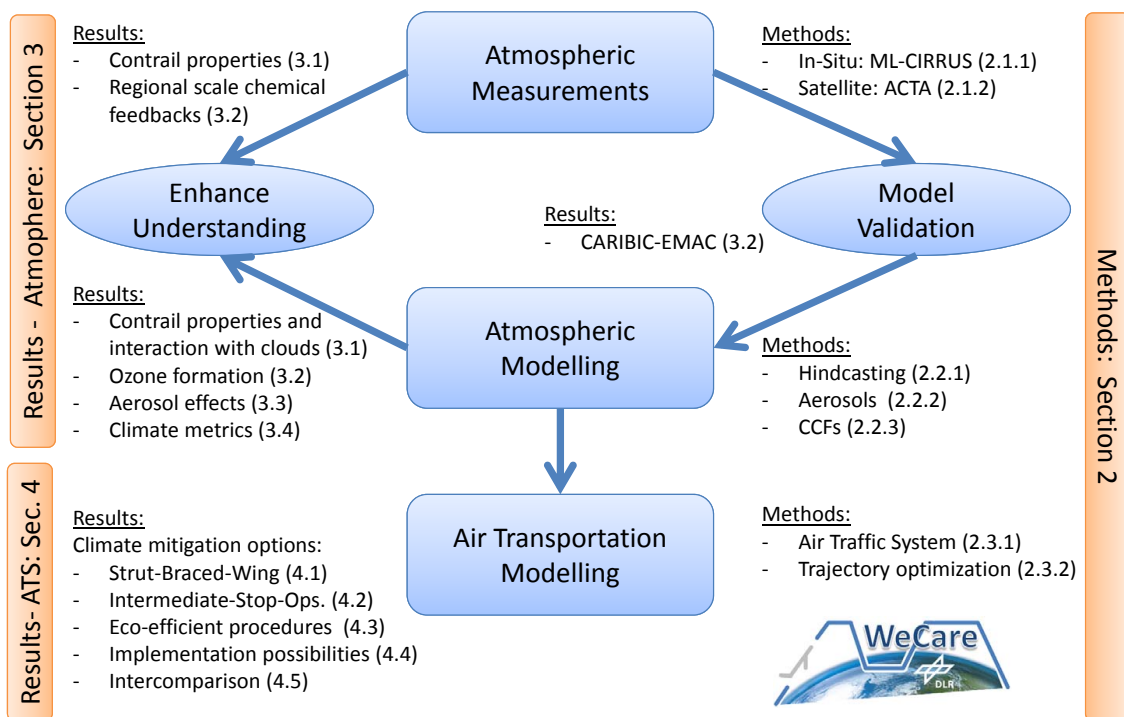 Results - Atmophere: Section 3
Results:
- Contrail properties (3.1)
- Regional scale chemical
feedbacks (3.2)
Atmospheric
Measurements
Methods:
- In-Situ: ML-CIRRUS (2.1.1)
- Satellite: ACTA (2.1.2)
Enhance
Understanding
Results:
- CARIBIC-EMAC (3.2)
Model
Validation
Methods: Section 2
Results:
- Contrail properties and
interaction with clouds (3.1)
- Ozone formation (3.2)
- Aerosol effects (3.3)
- Climate metrics (3.4)
Atmospheric
Modelling
Methods:
- Hindcasting (2.2.1)
- Aerosols (2.2.2)
- CCFs (2.2.3)
Results- ATS: Sec. 4
Results:
Climate mitigation options:
- Strut-Braced-Wing (4.1)
- Intermediate-Stop-Ops. (4.2)
- Eco-efficient procedures (4.3)
- Implementation possibilities (4.4)
- Intercomparison (4.5)
Air Transportation
Modelling
Methods:
- Air Traffic System (2.3.1)
- Trajectory optimization (2.3.2)
WeCare
DLR